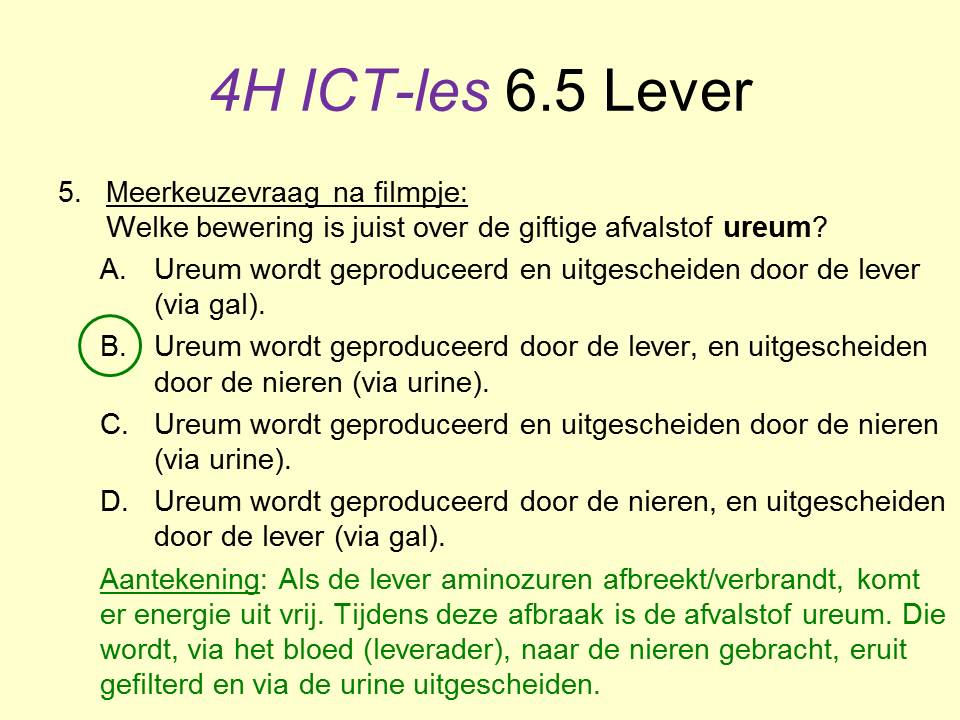 4H ICT-les 6.5 Lever
5. Meerkeuzevraag na filmpje:
Welke bewering is juist over de giftige afvalstof ureum?
A. Ureum wordt geproduceerd en uitgescheiden door de lever
(via gal).
B. Ureum wordt geproduceerd door de lever, en uitgescheiden
door de nieren (via urine).
C. Ureum wordt geproduceerd en uitgescheiden door de nieren
(via urine).
D. Ureum wordt geproduceerd door de nieren, en uitgescheiden
door de lever (via gal).
Aantekening: Als de lever aminozuren afbreekt/verbrandt, komt
er energie uit vrij. Tijdens deze afbraak is de afvalstof ureum. Die
wordt, via het bloed (leverader), naar de nieren gebracht, eruit
gefilterd en via de urine uitgescheiden.